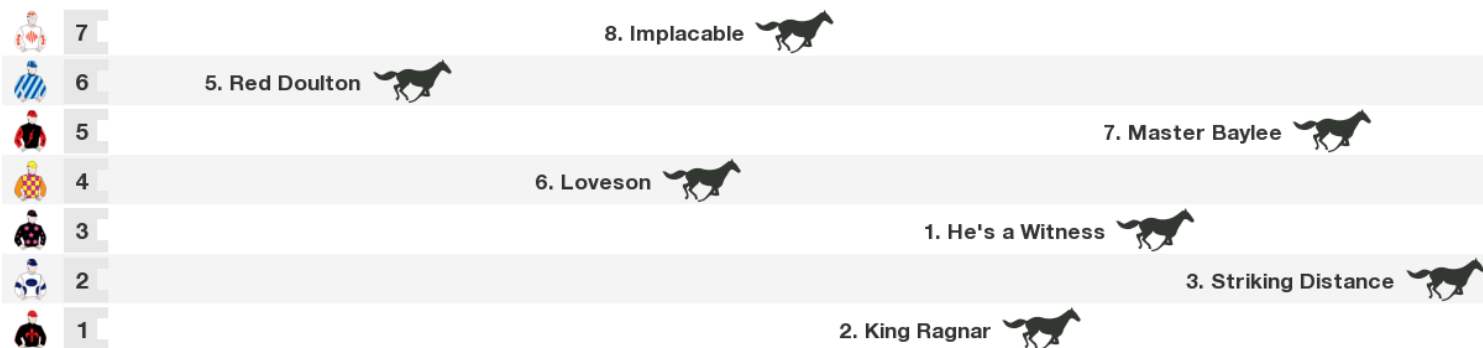 7 8. Implacable
6 5. Red Doulton
5 7. Master Baylee
4 6. Loveson
3 1. He's a Witness
2 3. Striking Distance
1 2. King Ragnar